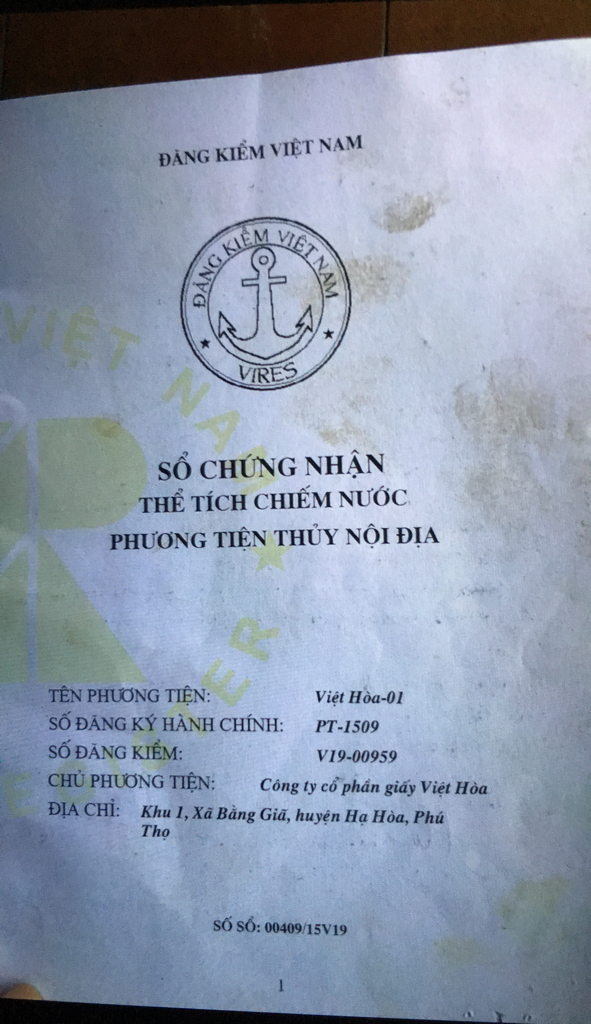 ĐĂNG KIỂM VIỆT NAM
ĐĂNG KIỂM VIỆT NAM
VIRES
VIỆT NAM
REGISTER
SỔ CHỨNG NHẬN
THỂ TÍCH CHIẾM NƯỚC
PHƯƠNG TIỆN THỦY NỘI ĐỊA
TÊN PHƯƠNG TIỆN: Việt Hòa-01
SỐ ĐĂNG KÝ HÀNH CHÍNH: PT-1509
SỐ ĐĂNG KIỂM: V19-00959
CHỦ PHƯƠNG TIỆN: Công ty cổ phần giấy Việt Hòa
ĐỊA CHỈ: Khu 1, Xã Bằng Giã, huyện Hạ Hòa, Phú
Thọ
SỐ SỔ: 00409/15V19
1